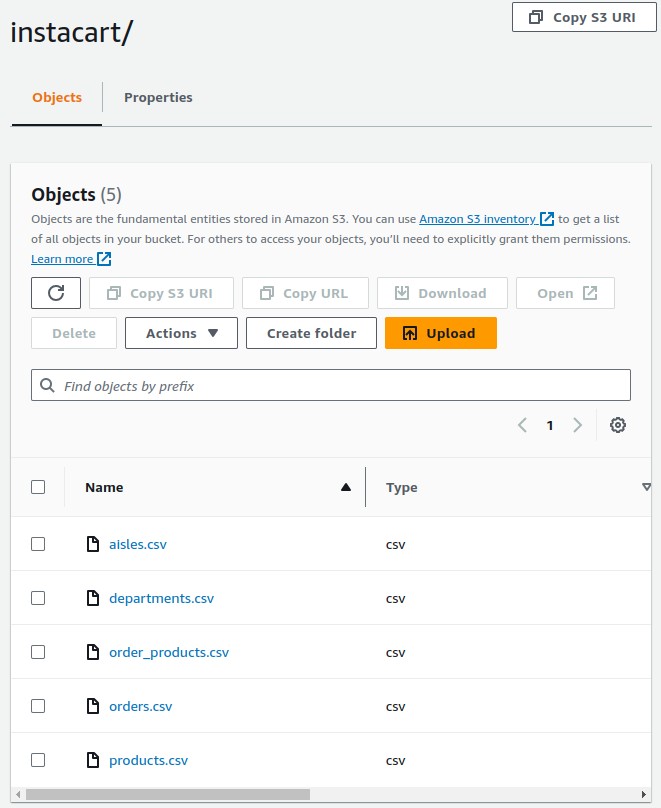 instacart/
Copy S3 URI
Objects
Properties
Objects (5)
Objects are the fundamental entities stored in Amazon S3. You can use Amazon S3 inventory to get a list
of all objects in your bucket. For others to access your objects, you'll need to explicitly grant them permissions.
Learn more
Copy S3 URI
Copy URL
Download
Open
Delete
Actions
Create folder
Upload
Find objects by prefix
1
Name
Type
aisles.csv
csv
departments.csv
csv
order_products.csv
csv
orders.csv
csv
products.csv
csv